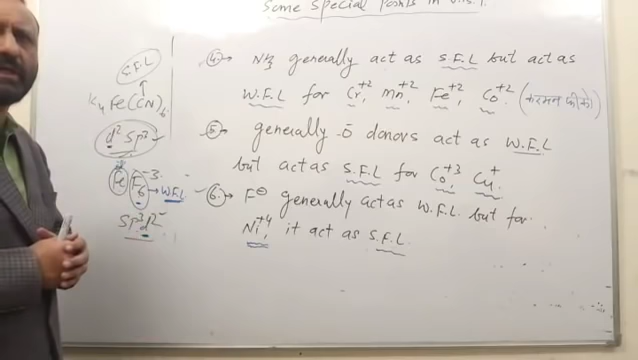 Some Special Points in V.B.T.
S.F.L
K4 Fe(CN)6
d² sp³
Fe F6 -3 → W.F.L
sp³d²
④→ NH3 generally act as S.F.L but act as
W.F.L for Cr+2, Mn+2, Fe+2, Co+2.
⑤→ generally -O donors act as W.F.L
but act as S.F.L for Co+3, Cu+
⑥→ F⊖ generally act as W.F.L. but for
Ni+4, it act as S.F.L